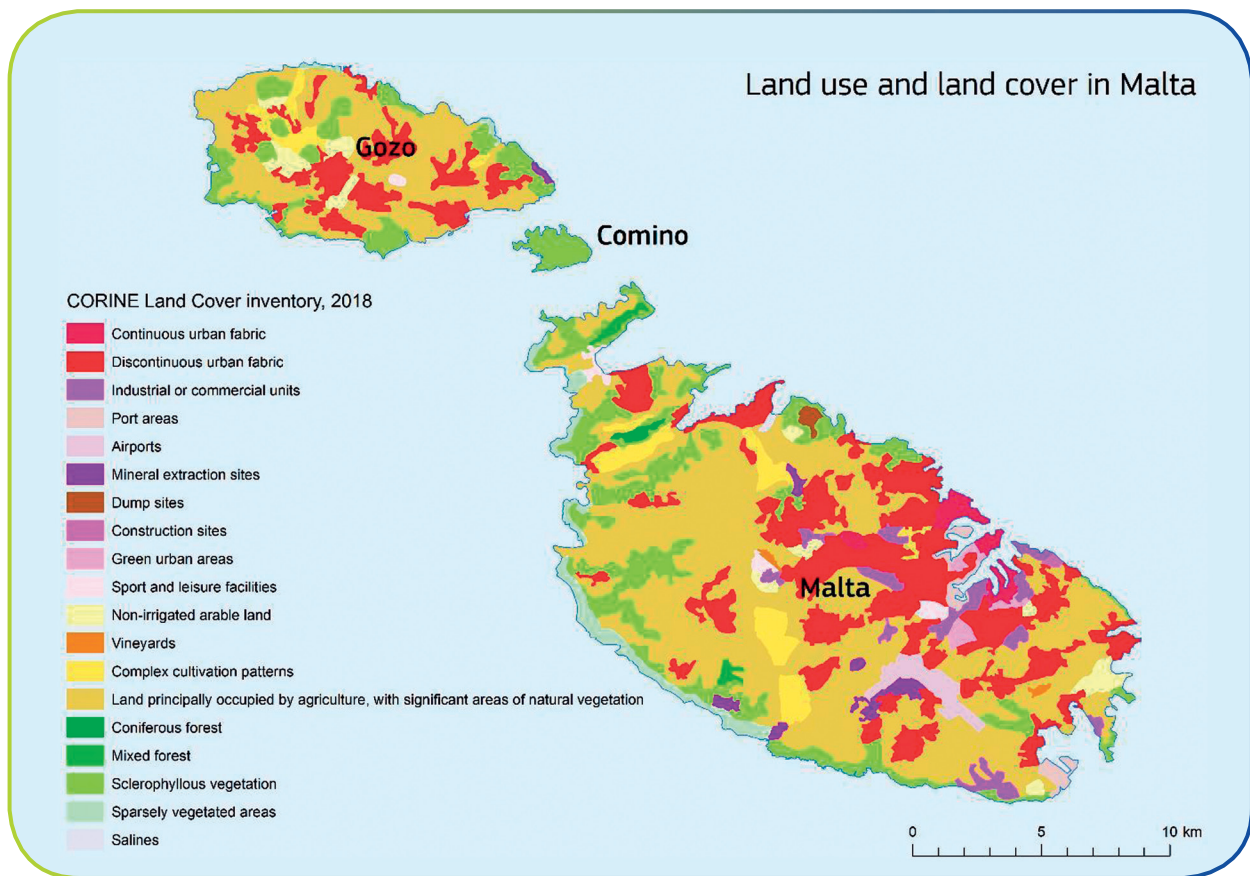 Land use and land cover in Malta
Gozo
Comino
CORINE Land Cover inventory, 2018
Continuous urban fabric
Discontinuous urban fabric
Industrial or commercial units
Port areas
Airports
Mineral extraction sites
Dump sites
Construction sites
Green urban areas
Malta
Sport and leisure facilities
Non-irrigated arable land
Vineyards
Complex cultivation patterns
Land principally occupied by agriculture, with significant areas of natural vegetation
Coniferous forest
Mixed forest
Sclerophyllous vegetation
Sparsely vegetated areas
Salines
0 5 10 km